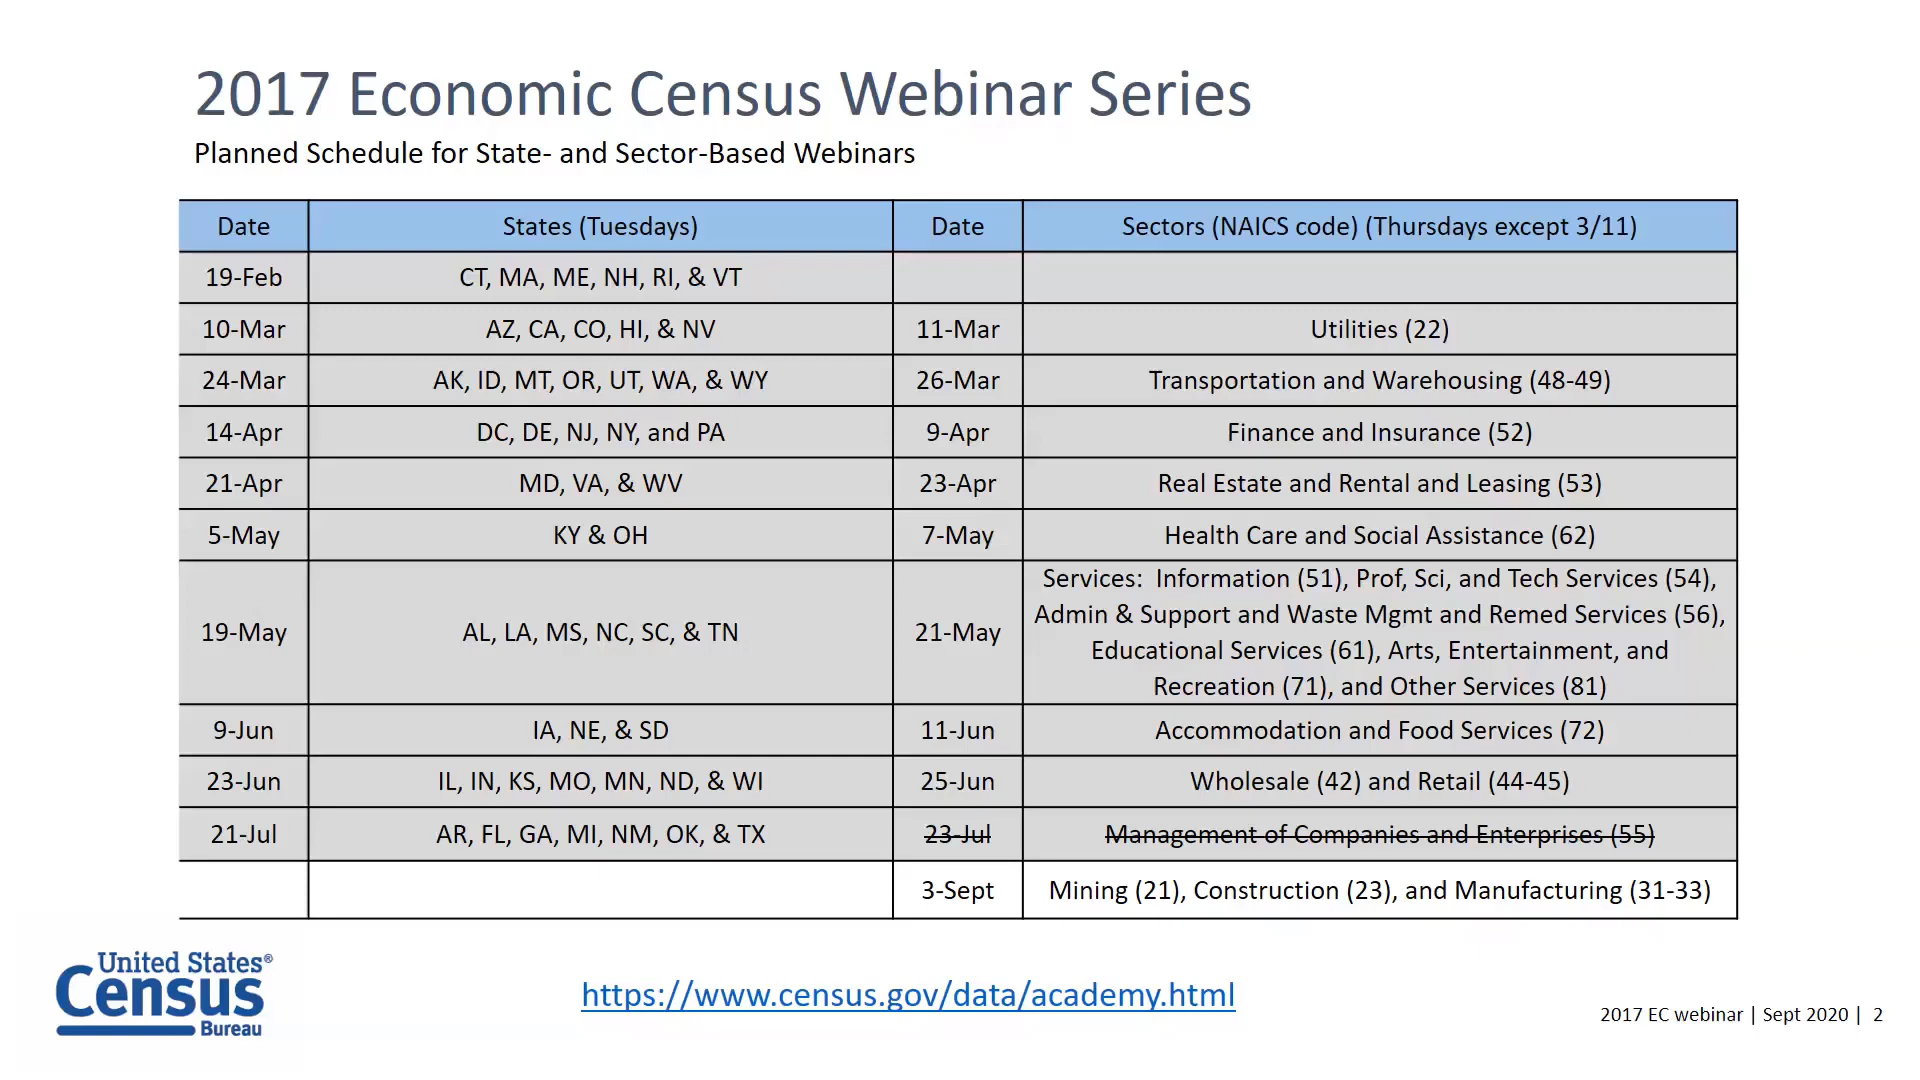 2017 Economic Census Webinar Series
Planned Schedule for State- and Sector-Based Webinars
Date States (Tuesdays) Date Sectors (NAICS code) (Thursdays except 3/11)
19-Feb CT, MA, ME, NH, RI, & VT
10-Mar AZ, CA, CO, HI, & NV 11-Mar Utilities (22)
24-Mar AK, ID, MT, OR, UT, WA, & WY 26-Mar Transportation and Warehousing (48-49)
14-Apr DC, DE, NJ, NY, and PA 9-Apr Finance and Insurance (52)
21-Apr MD, VA, & WV 23-Apr Real Estate and Rental and Leasing (53)
5-May KY & OH 7-May Health Care and Social Assistance (62)
19-May AL, LA, MS, NC, SC, & TN 21-May Services: Information (51), Prof, Sci, and Tech Services (54),
Admin & Support and Waste Mgmt and Remed Services (56),
Educational Services (61), Arts, Entertainment, and
Recreation (71), and Other Services (81)
9-Jun IA, NE, & SD 11-Jun Accommodation and Food Services (72)
23-Jun IL, IN, KS, MO, MN, ND, & WI 25-Jun Wholesale (42) and Retail (44-45)
21-Jul AR, FL, GA, MI, NM, OK, & TX 23-Jul Management of Companies and Enterprises (55)
3-Sept Mining (21), Construction (23), and Manufacturing (31-33)
United States®
Census
Bureau
https://www.census.gov/data/academy.html
2017 EC webinar | Sept 2020 | 2